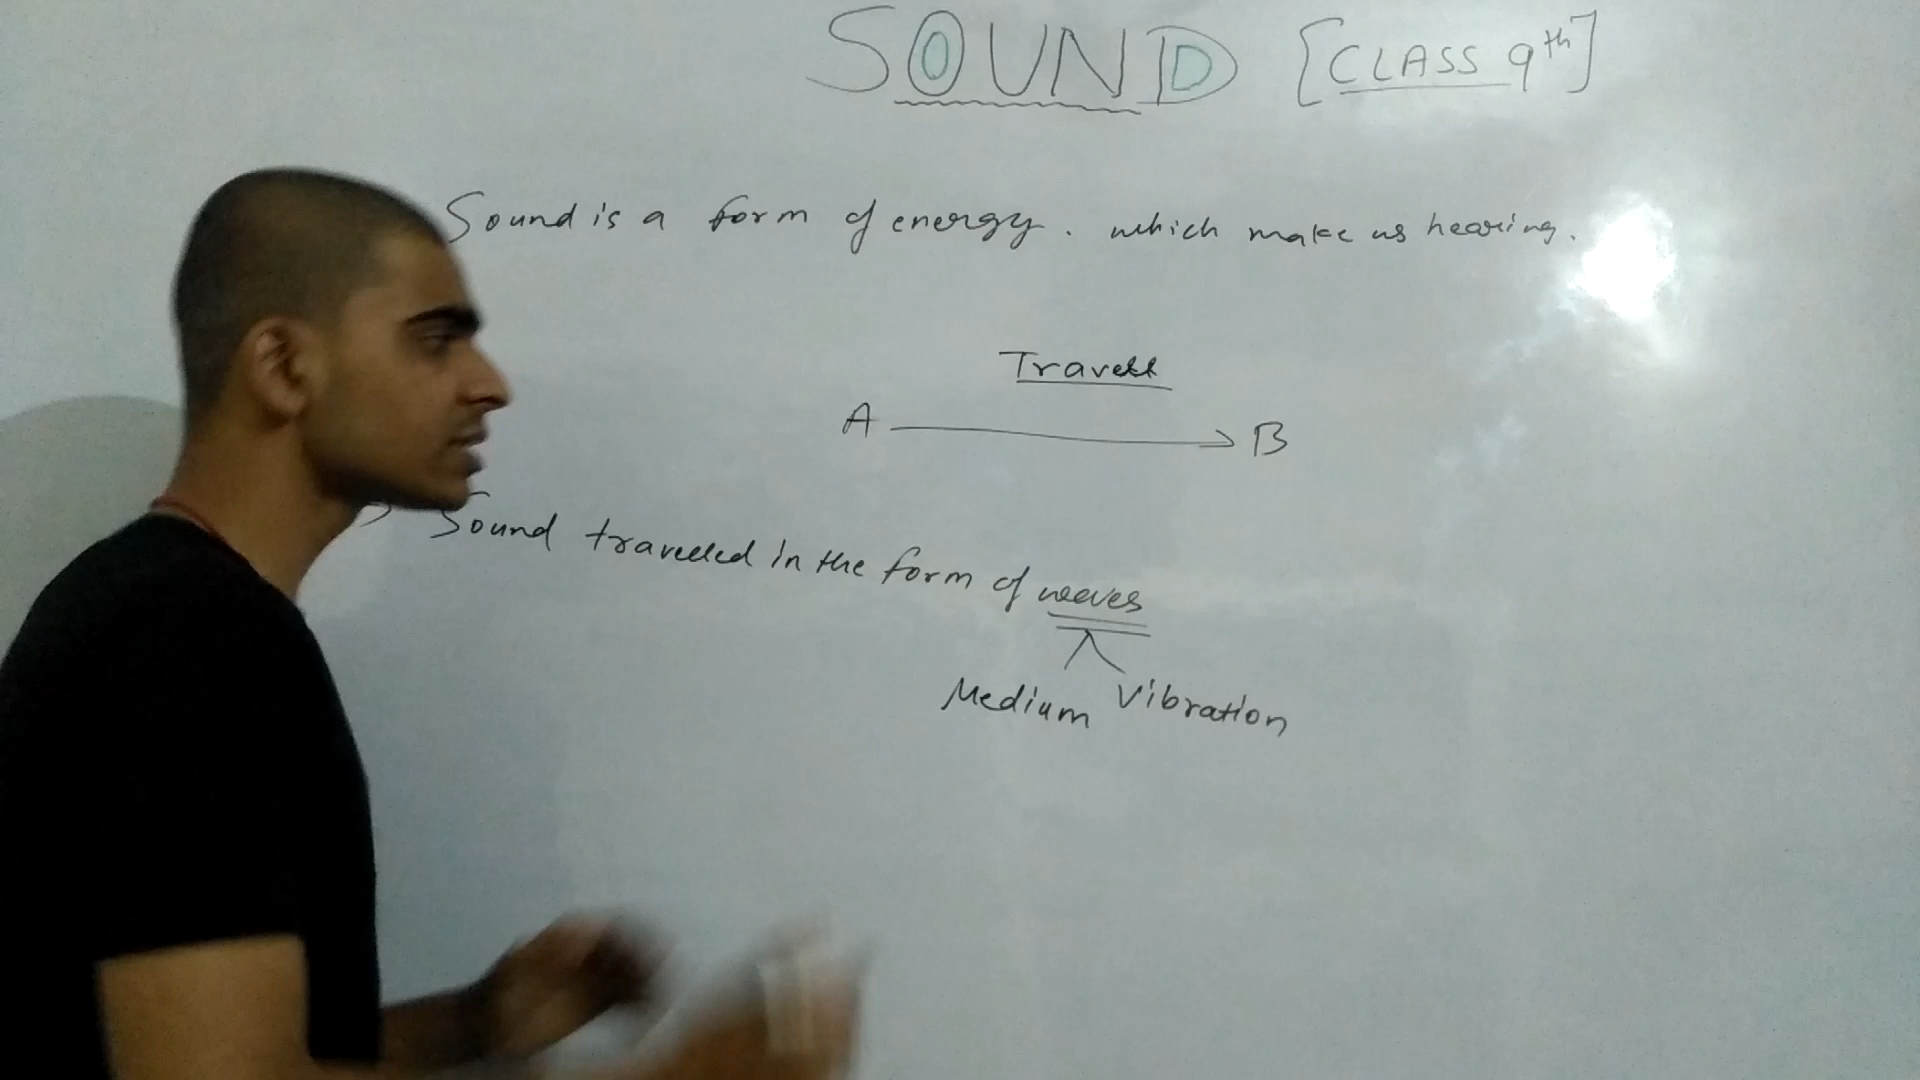 SOUND [CLASS 9th]
Sound is a form of energy. which make us hearing.
Travell
A → B
Sound travelled in the form of waves
Medium Vibration